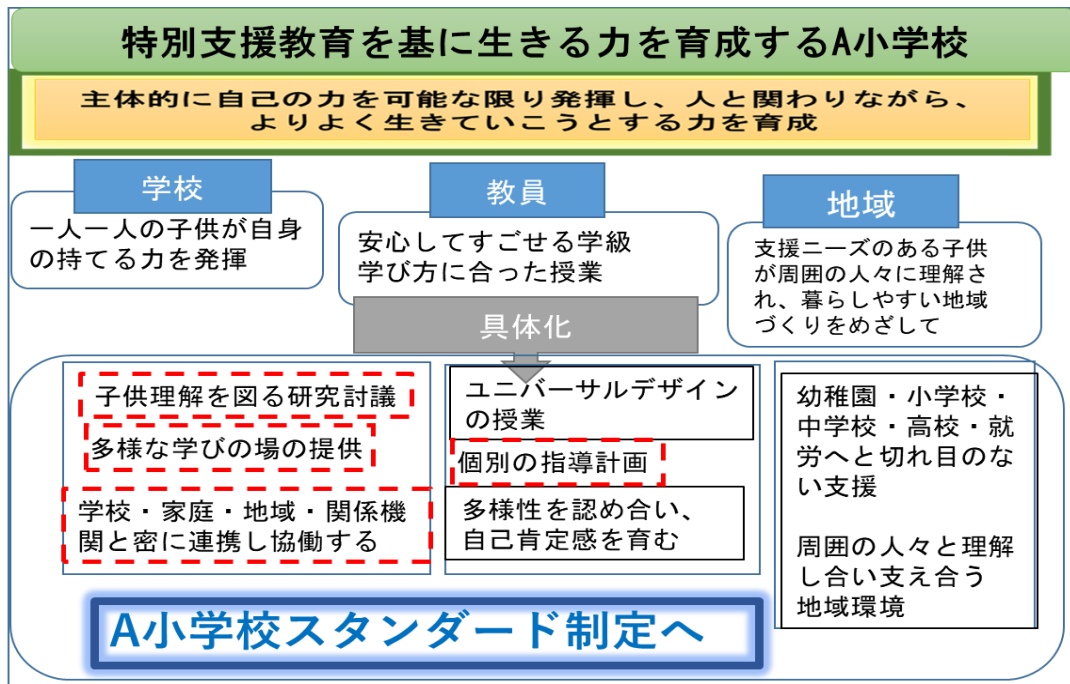 特別支援教育を基に生きる力を育成するA小学校
主体的に自己の力を可能な限り発揮し、人と関わりながら、
よりよく生きていこうとする力を育成
学校
一人一人の子供が自身
の持てる力を発揮
教員
安心してすごせる学級
学び方に合った授業
地域
支援ニーズのある子供
が周囲の人々に理解さ
れ、暮らしやすい地域
づくりをめざして
具体化
子供理解を図る研究討議
多様な学びの場の提供
学校・家庭・地域・関係機
関と密に連携し協働する
ユニバーサルデザイン
の授業
個別の指導計画
多様性を認め合い、
自己肯定感を育む
幼稚園・小学校・
中学校・高校・就
労へと切れ目のな
い支援
周囲の人々と理解
し合い支え合う
地域環境
A小学校スタンダード制定へ